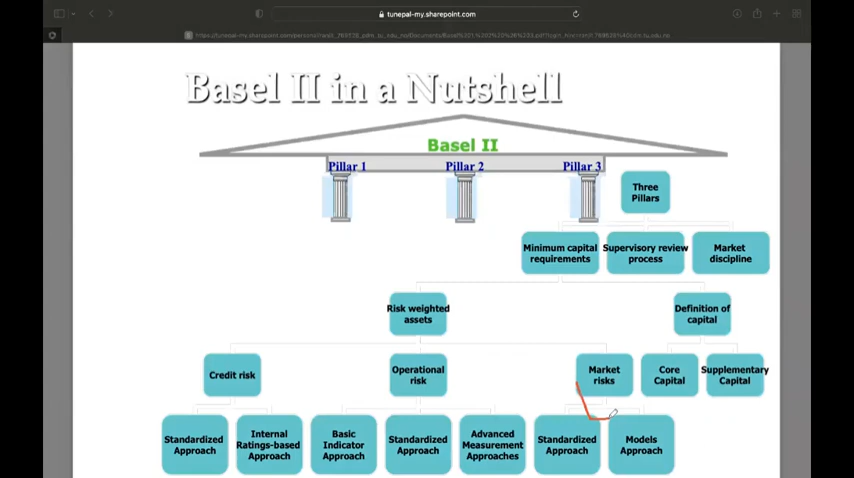 tunepal-my.sharepoint.com
Basel II in a Nutshell
Basel II
Pillar 1
Pillar 2
Pillar 3
Three
Pillars
Minimum capital
requirements
Supervisory review
process
Market
discipline
Risk weighted
assets
Definition of
capital
Credit risk
Operational
risk
Market
risks
Core
Capital
Supplementary
Capital
Standardized
Approach
Internal
Ratings-based
Approach
Basic
Indicator
Approach
Standardized
Approach
Advanced
Measurement
Approaches
Standardized
Approach
Models
Approach